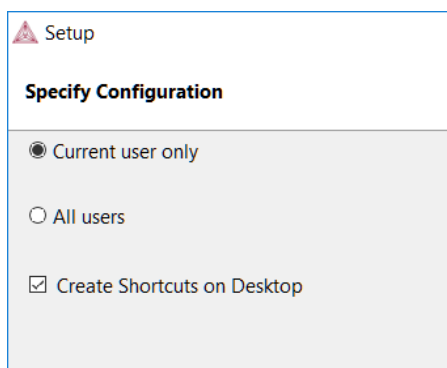 Setup
Specify Configuration
Current user only
All users
Create Shortcuts on Desktop